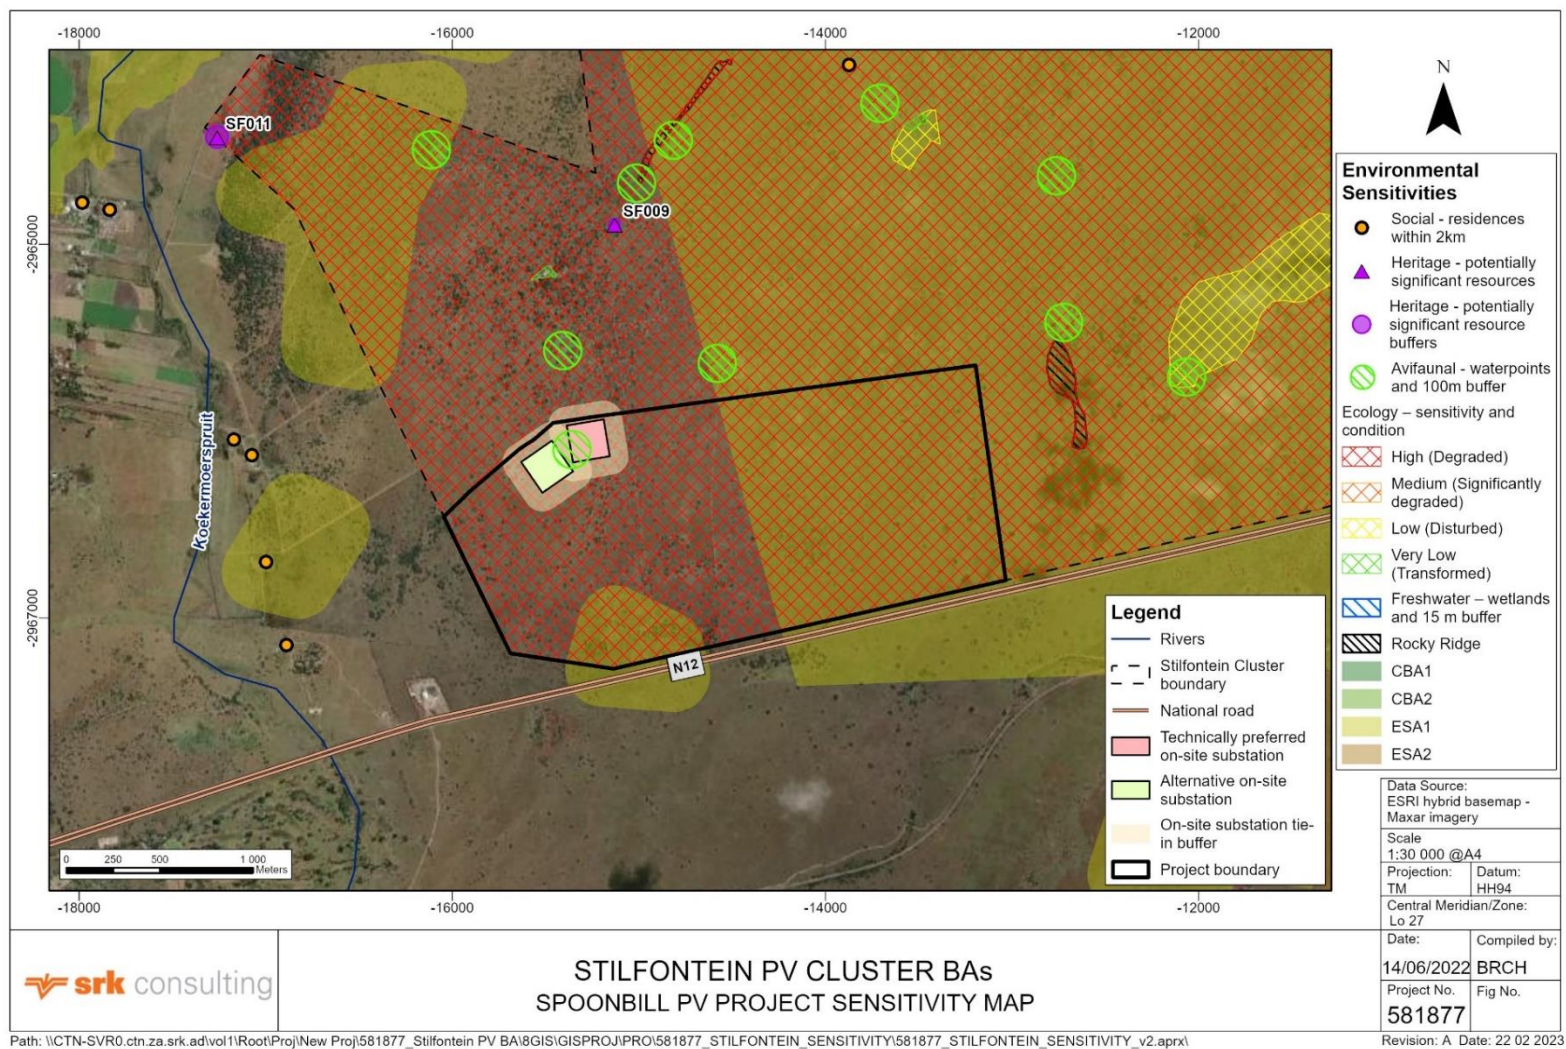 -18000
-16000
-14000
-12000
N
SF011
SF009
-2965000
-2967000
Koekermoerspruit
N12
Environmental
Sensitivities
Social - residences
within 2km
Heritage - potentially
significant resources
Heritage - potentially
significant resource
buffers
Avifaunal - waterpoints
and 100m buffer
Ecology – sensitivity and
condition
High (Degraded)
Medium (Significantly
degraded)
Low (Disturbed)
Very Low
(Transformed)
Freshwater – wetlands
and 15 m buffer
Rocky Ridge
CBA1
CBA2
ESA1
ESA2
Legend
Rivers
Stilfontein Cluster
boundary
National road
Technically preferred
on-site substation
Alternative on-site
substation
On-site substation tie-
in buffer
Project boundary
0 250 500 1 000
Meters
-18000
-16000
-14000
-12000
Data Source:
ESRI hybrid basemap -
Maxar imagery
Scale
1:30 000 @A4
Projection:
TM
Datum:
HH94
Central Meridian/Zone:
Lo 27
Date:
14/06/2022
Compiled by:
BRCH
Project No.
581877
Fig No.
srk consulting
STILFONTEIN PV CLUSTER BAs
SPOONBILL PV PROJECT SENSITIVITY MAP
Path: \\CTN-SVR0.ctn.za.srk.ad\vol1\Root\Proj\New Proj\581877_Stilfontein PV BA\8GIS\GISPROJ\PRO\581877_STILFONTEIN_SENSITIVITY\581877_STILFONTEIN_SENSITIVITY_v2.aprx\
Revision: A Date: 22 02 2023